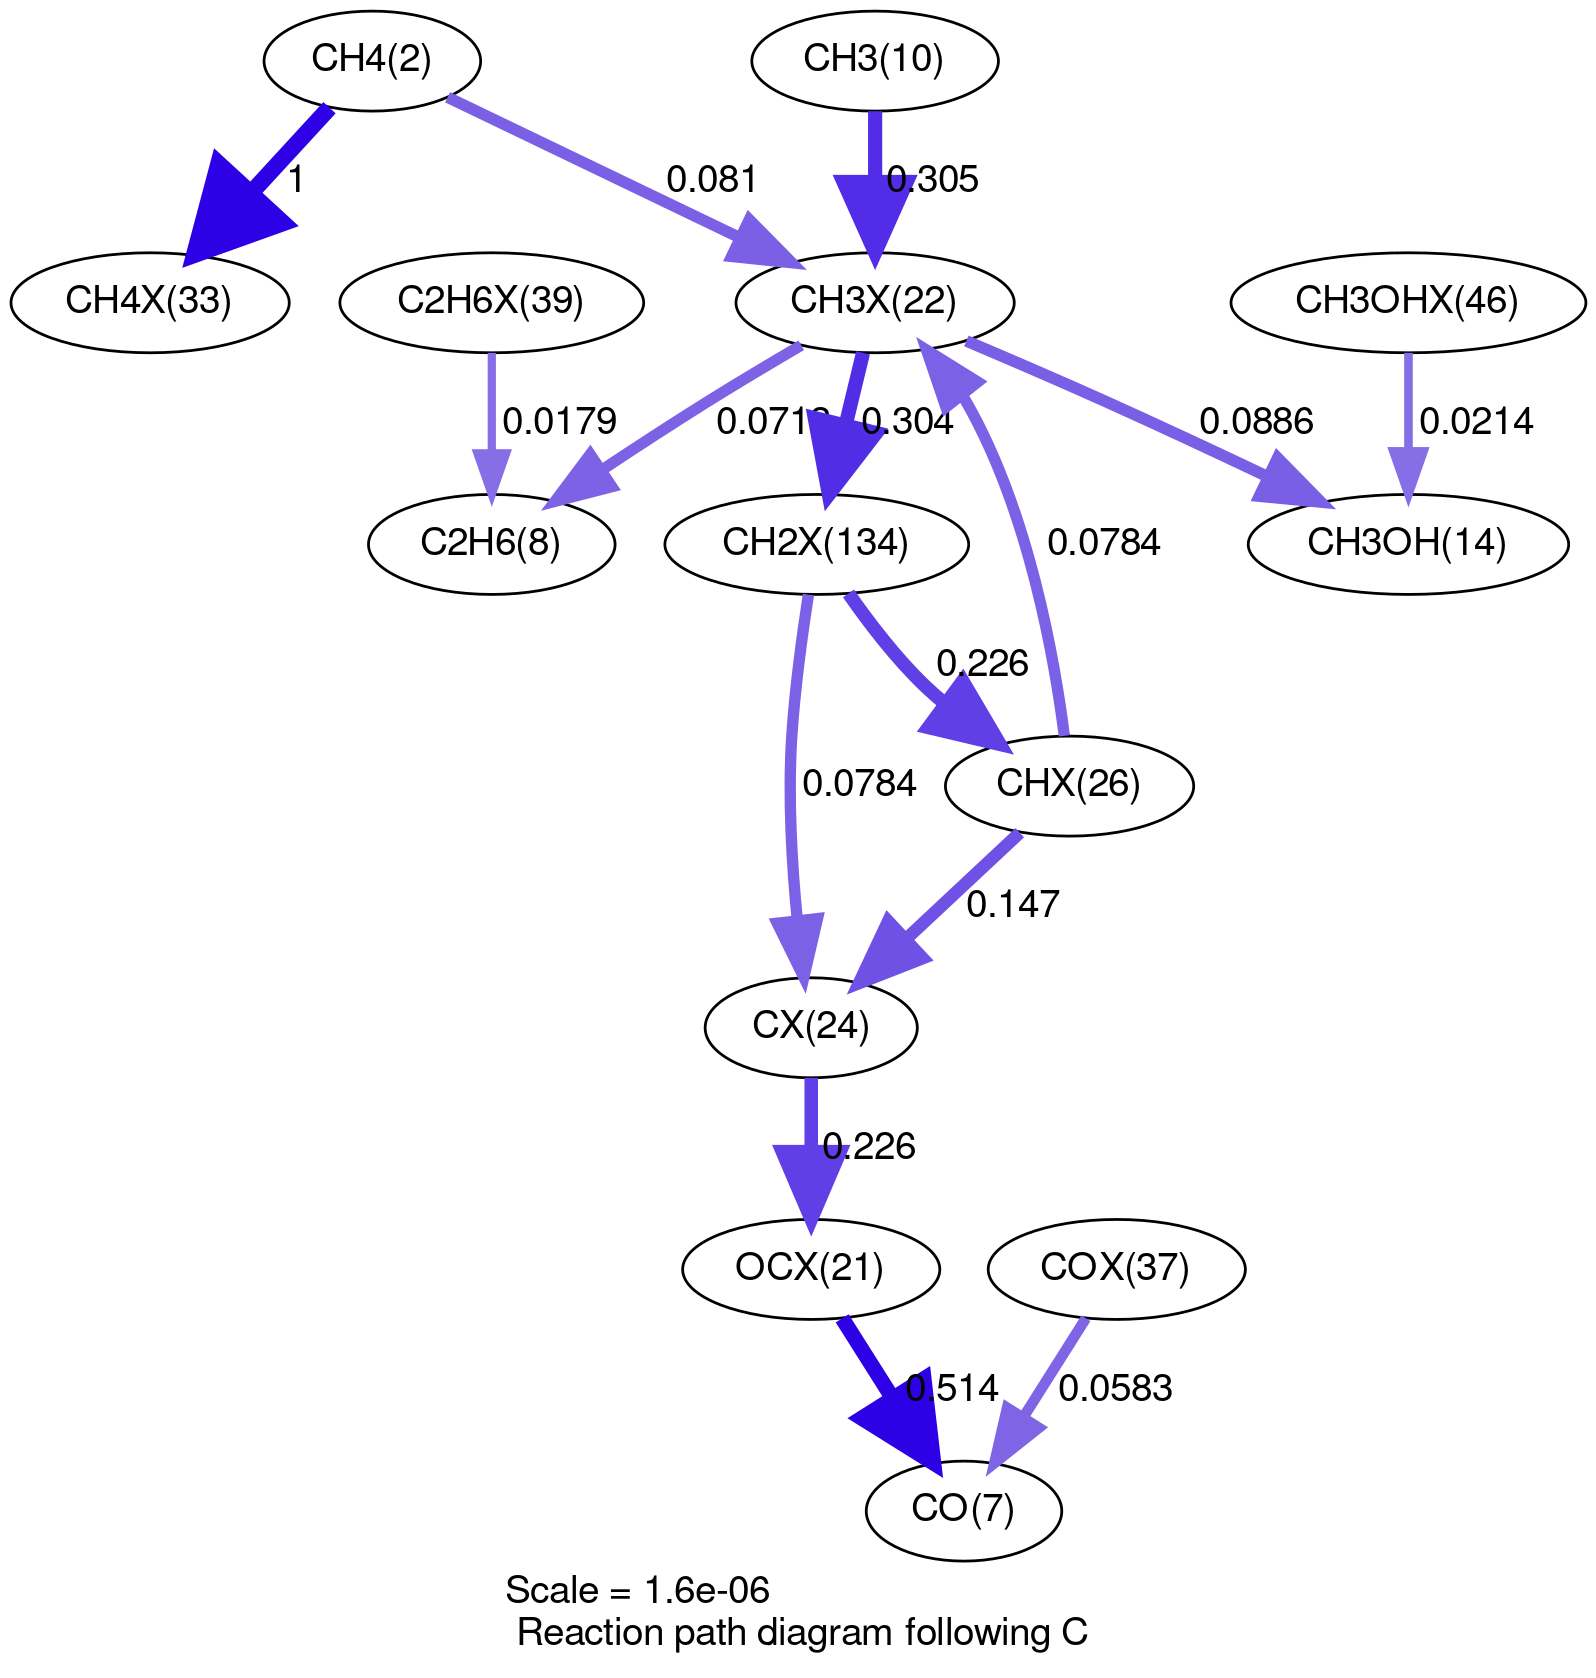 CH4(2)
CH3(10)
1
0.081
0.305
CH4X(33)
C2H6X(39)
CH3X(22)
CH3OHX(46)
0.0179
0.304
0.0886
0.0214
C2H6(8)
CH2X(134)
0.0784
CH3OH(14)
0.226
0.0784
CHX(26)
0.147
CX(24)
0.226
OCX(21)
COX(37)
0.514
0.0583
CO(7)
Scale = 1.6e-06
Reaction path diagram following C